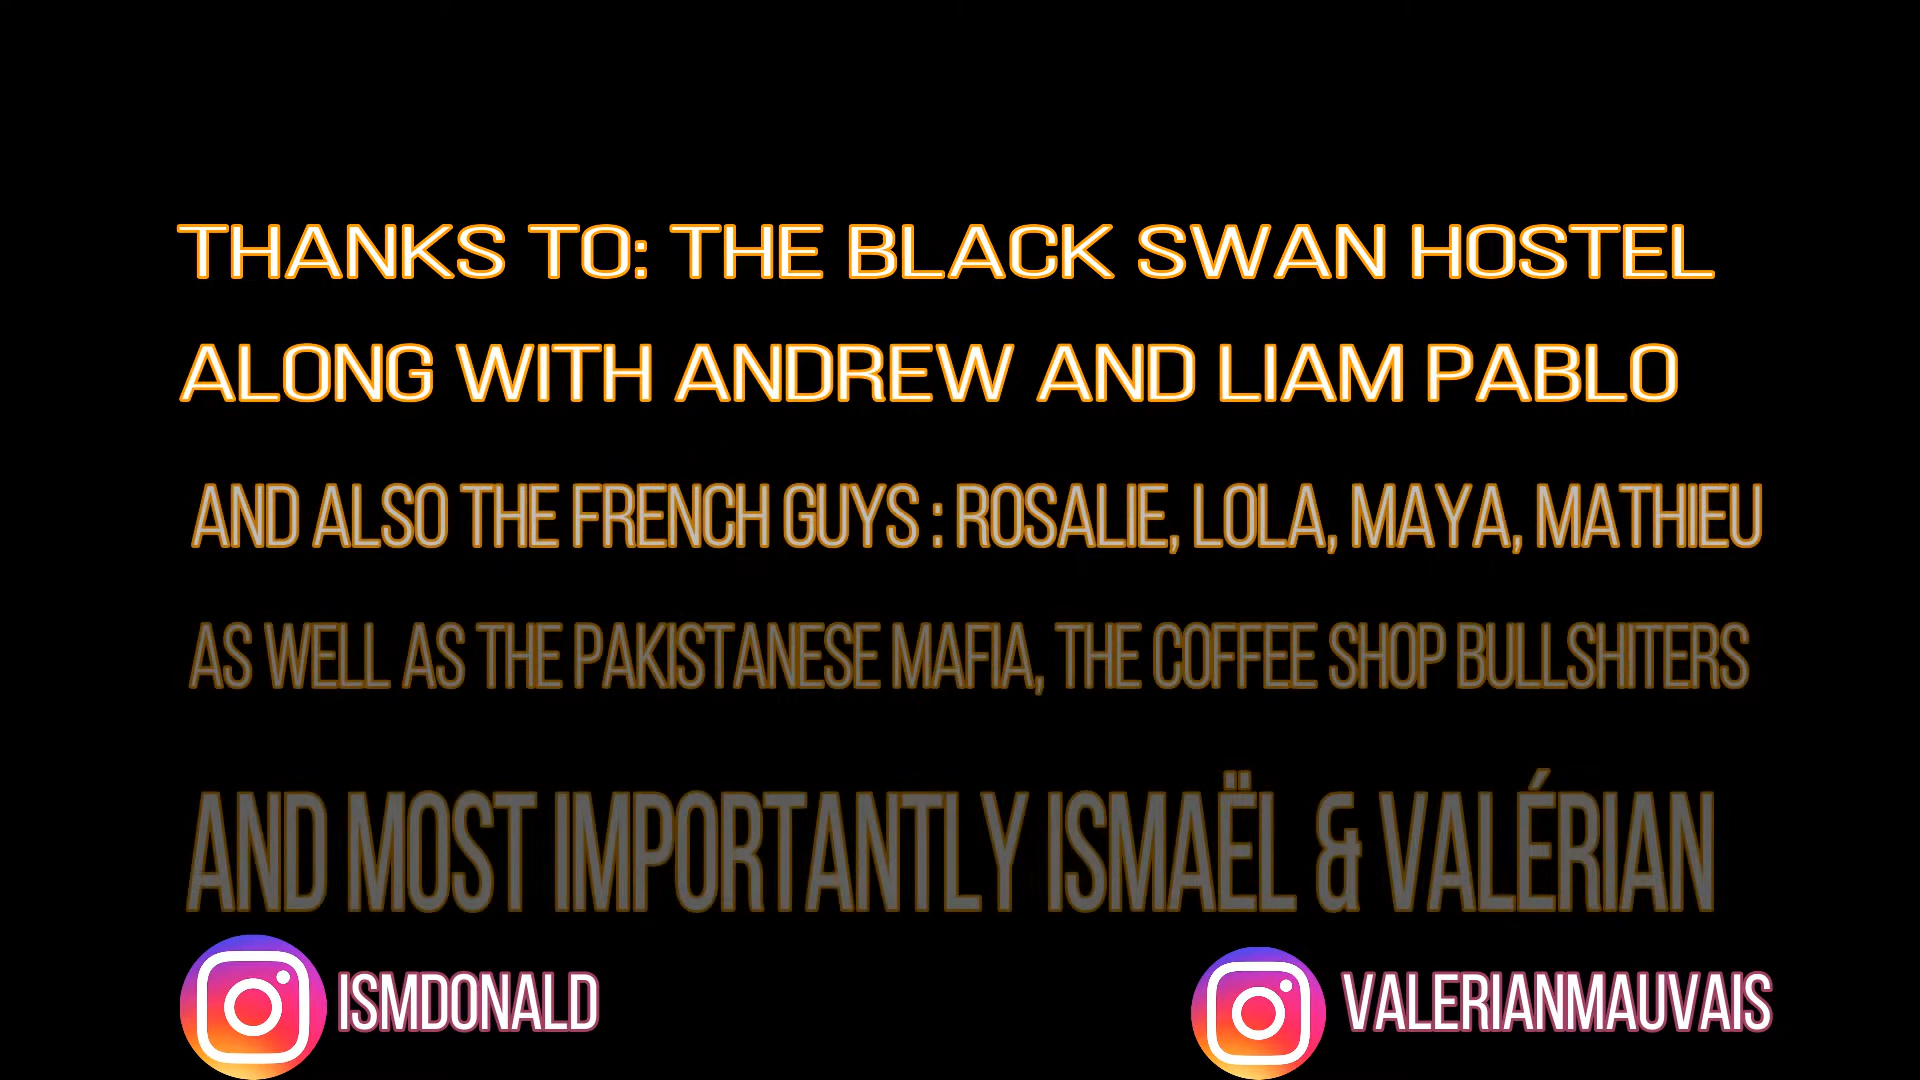 THANKS TO: THE BLACK SWAN HOSTEL
ALONG WITH ANDREW AND LIAM PABLO
AND ALSO THE FRENCH GUYS : ROSALIE, LOLA, MAYA, MATHIEU
AS WELL AS THE PAKISTANESE MAFIA, THE COFFEE SHOP BULLSHITERS
AND MOST IMPORTANTLY ISMAËL & VALÉRIAN
ISMDONALD
VALERIANMAUVAIS